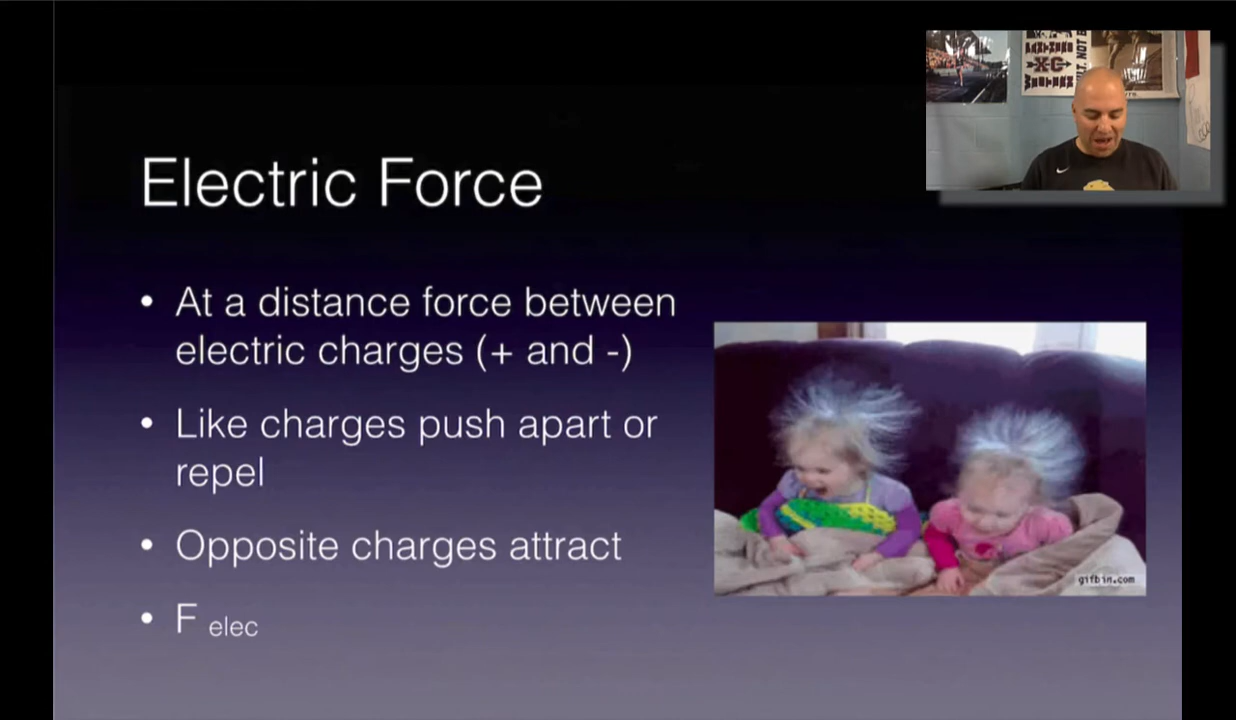 Electric Force
• At a distance force between
electric charges (+ and -)
• Like charges push apart or
repel
• Opposite charges attract
• F elec
XC
gifbin.com